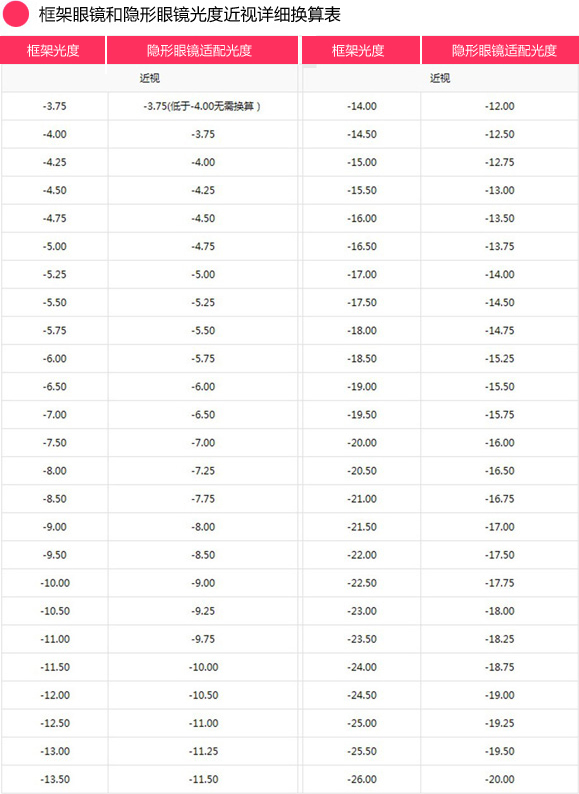 框架眼镜和隐形眼镜光度近视详细换算表
框架光度 隐形眼镜适配光度 框架光度 隐形眼镜适配光度
近视 近视
-3.75 -3.75(低于-4.00无需换算) -14.00 -12.00
-4.00 -3.75 -14.50 -12.50
-4.25 -4.00 -15.00 -12.75
-4.50 -4.25 -15.50 -13.00
-4.75 -4.50 -16.00 -13.50
-5.00 -4.75 -16.50 -13.75
-5.25 -5.00 -17.00 -14.00
-5.50 -5.25 -17.50 -14.50
-5.75 -5.50 -18.00 -14.75
-6.00 -5.75 -18.50 -15.25
-6.50 -6.00 -19.00 -15.50
-7.00 -6.50 -19.50 -15.75
-7.50 -7.00 -20.00 -16.00
-8.00 -7.25 -20.50 -16.50
-8.50 -7.75 -21.00 -16.75
-9.00 -8.00 -21.50 -17.00
-9.50 -8.50 -22.00 -17.50
-10.00 -9.00 -22.50 -17.75
-10.50 -9.25 -23.00 -18.00
-11.00 -9.75 -23.50 -18.25
-11.50 -10.00 -24.00 -18.75
-12.00 -10.50 -24.50 -19.00
-12.50 -11.00 -25.00 -19.25
-13.00 -11.25 -25.50 -19.50
-13.50 -11.50 -26.00 -20.00